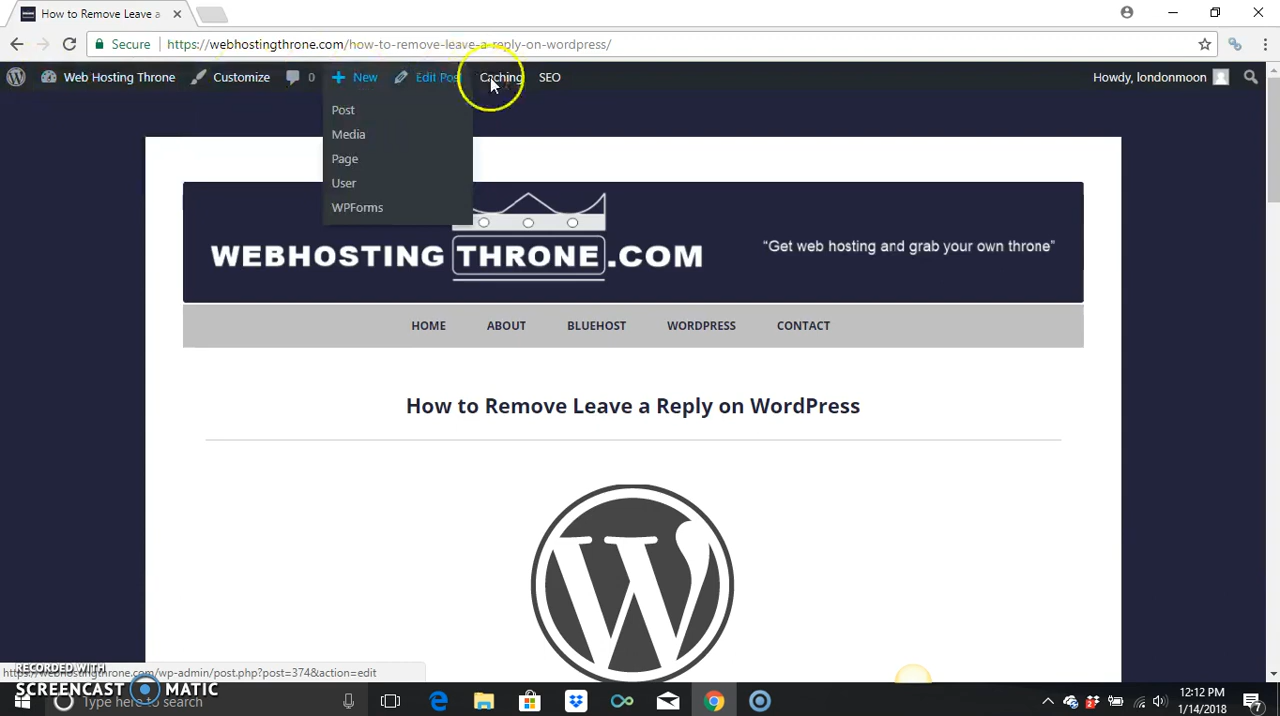 How to Remove Leave a
Secure https://webhostingthrone.com/how-to-remove-leave-a-reply-on-wordpress/
Web Hosting Throne Customize 0 New Edit Pos Caching SEO Howdy, londonmoon
Post
Media
Page
User
WPForms
WEBHOSTING THRONE.COM "Get web hosting and grab your own throne"
HOME ABOUT BLUEHOST WORDPRESS CONTACT
How to Remove Leave a Reply on WordPress
https://webhostingthrone.com/wp-admin/post.php?post=374&action=edit
RECORDED WITH
SCREENCAST MATIC
Type here to search
12:12 PM
1/14/2018
7